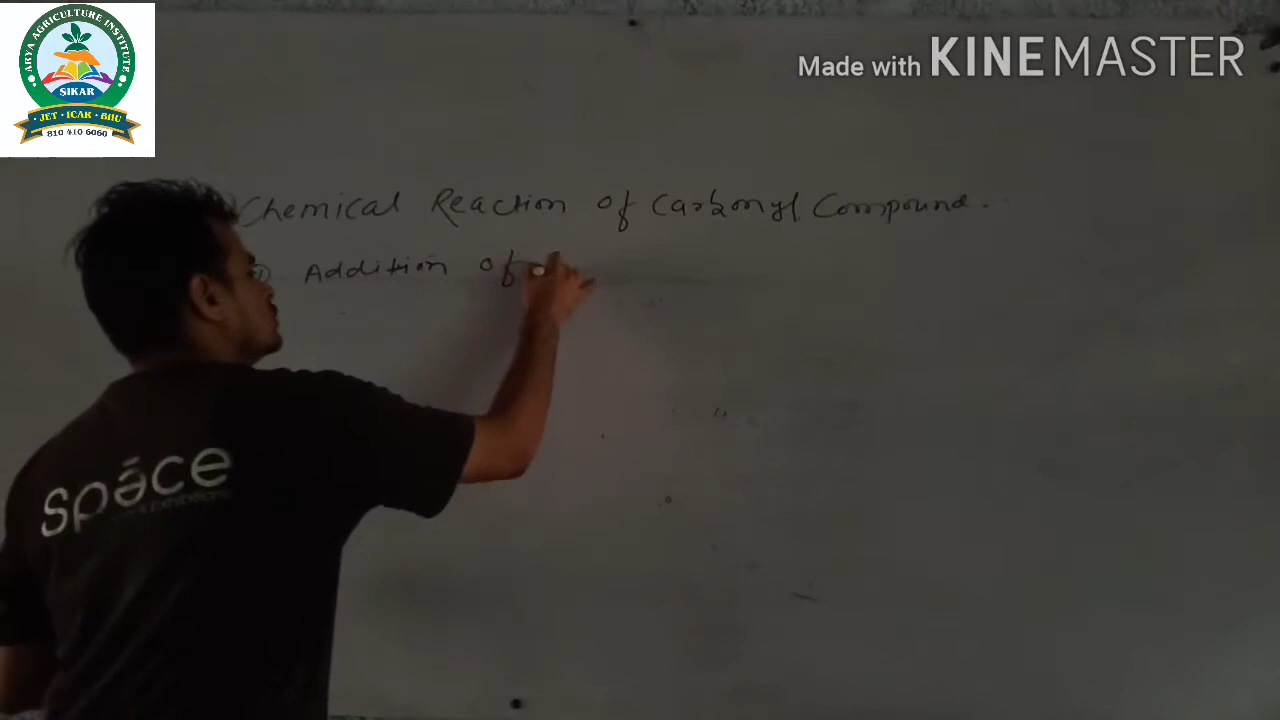 ARYA AGRICULTURE INSTITUTE
SIKAR
• JET • ICAR • BHU
810 410 6060
Made with KINEMASTER
Chemical Reaction of Carbonyl Compound.
① Addition of
space